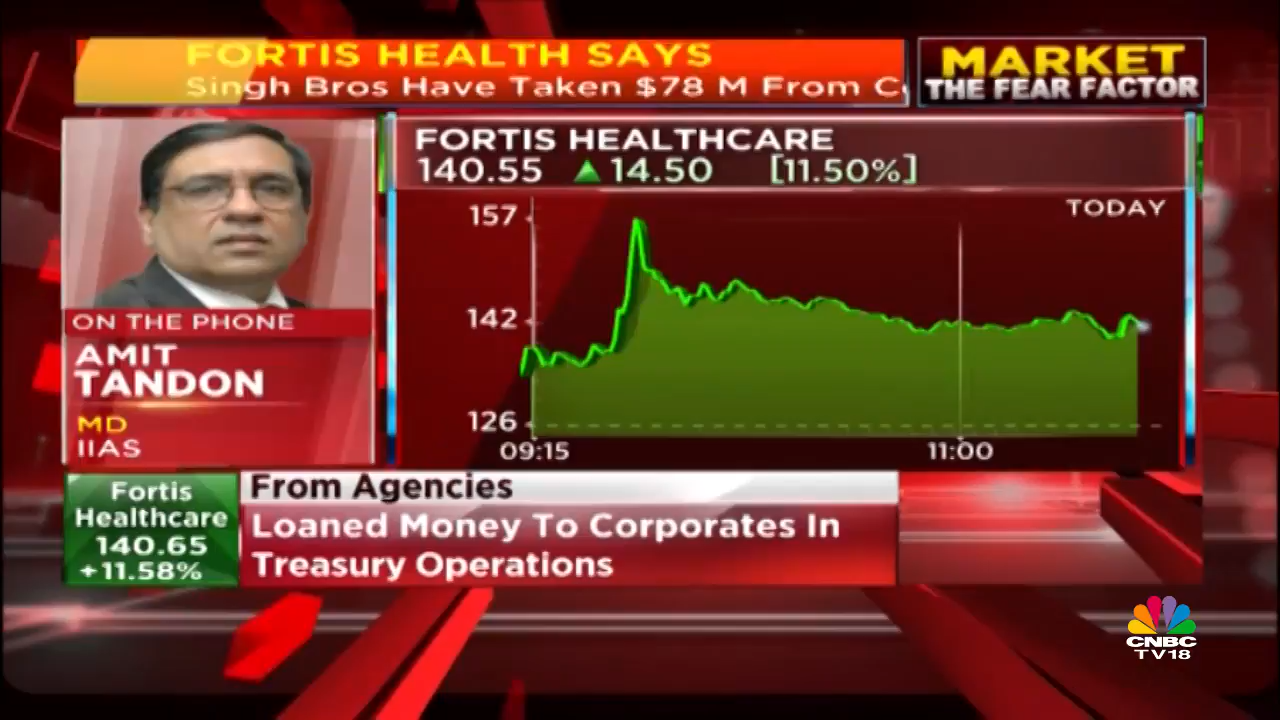 FORTIS HEALTH SAYS
Singh Bros Have Taken $78 M From
MARKET
THE FEAR FACTOR
ON THE PHONE
AMIT
TANDON
MD
IIAS
FORTIS HEALTHCARE
140.55 ▲ 14.50 [11.50%]
TODAY
157
142
126
09:15
11:00
Fortis
Healthcare
140.65
+11.58%
From Agencies
Loaned Money To Corporates In
Treasury Operations
CNBC
TV18